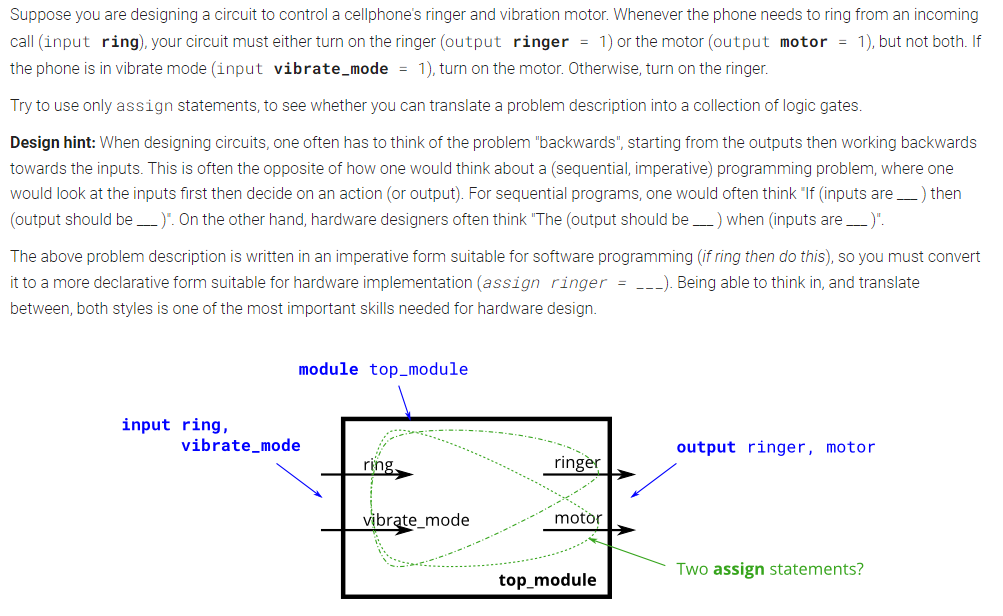 Suppose you are designing a circuit to control a cellphone's ringer and vibration motor. Whenever the phone needs to ring from an incoming
call (input ring), your circuit must either turn on the ringer (output ringer = 1) or the motor (output motor = 1), but not both. If
the phone is in vibrate mode (input vibrate_mode = 1), turn on the motor. Otherwise, turn on the ringer.
Try to use only assign statements, to see whether you can translate a problem description into a collection of logic gates.
Design hint: When designing circuits, one often has to think of the problem "backwards", starting from the outputs then working backwards
towards the inputs. This is often the opposite of how one would think about a (sequential, imperative) programming problem, where one
would look at the inputs first then decide on an action (or output). For sequential programs, one would often think "If (inputs are ___ ) then
(output should be ___ )". On the other hand, hardware designers often think "The (output should be ___ ) when (inputs are ___ )".
The above problem description is written in an imperative form suitable for software programming (if ring then do this), so you must convert
it to a more declarative form suitable for hardware implementation (assign ringer = ___). Being able to think in, and translate
between, both styles is one of the most important skills needed for hardware design.
module top_module
input ring,
vibrate_mode
output ringer, motor
ring
ringer
vibrate_mode
motor
Two assign statements?
top_module